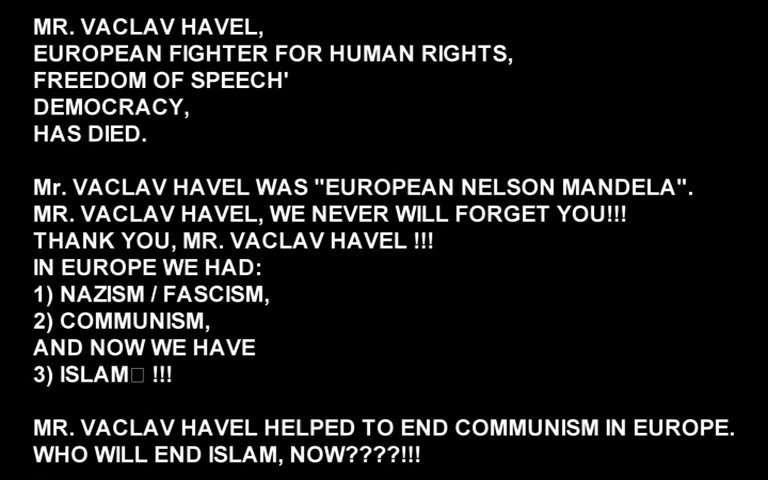 MR. VACLAV HAVEL,
EUROPEAN FIGHTER FOR HUMAN RIGHTS,
FREEDOM OF SPEECH'
DEMOCRACY,
HAS DIED.
Mr. VACLAV HAVEL WAS "EUROPEAN NELSON MANDELA".
MR. VACLAV HAVEL, WE NEVER WILL FORGET YOU!!!
THANK YOU, MR. VACLAV HAVEL !!!
IN EUROPE WE HAD:
1) NAZISM / FASCISM,
2) COMMUNISM,
AND NOW WE HAVE
3) ISLAM□ !!!
MR. VACLAV HAVEL HELPED TO END COMMUNISM IN EUROPE.
WHO WILL END ISLAM, NOW????!!!